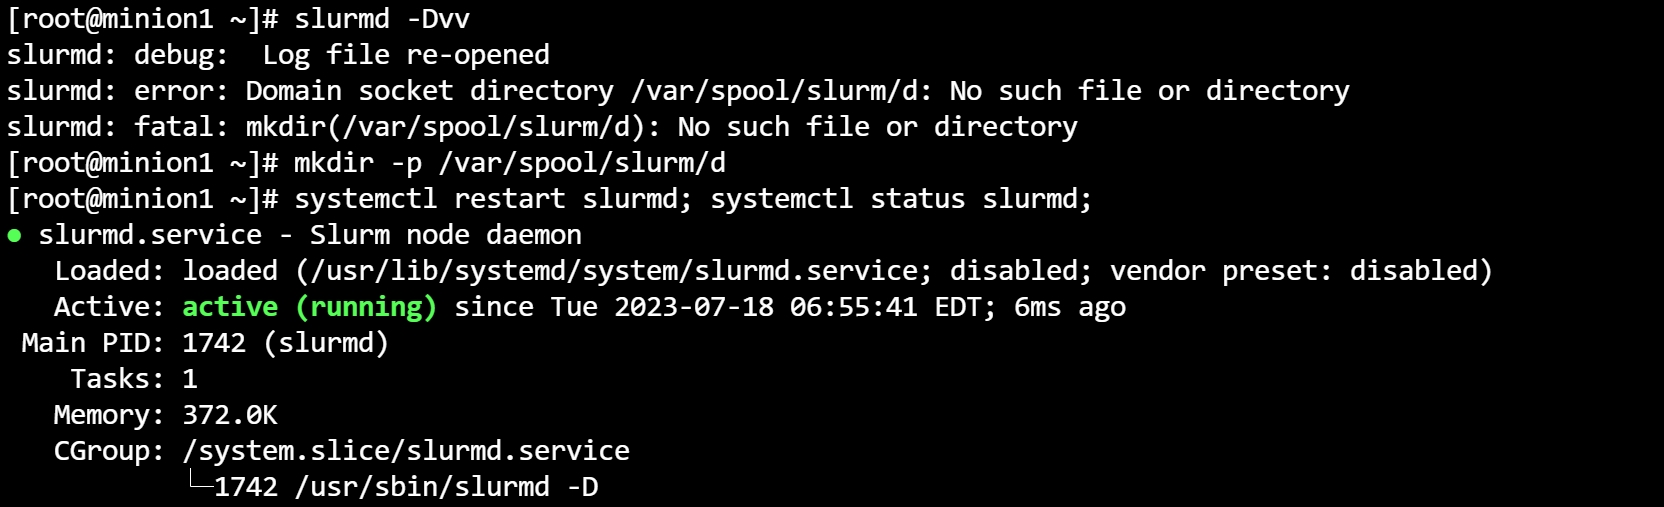 [root@minion1 ~]# slurmd -Dvv
slurmd: debug:  Log file re-opened
slurmd: error: Domain socket directory /var/spool/slurm/d: No such file or directory
slurmd: fatal: mkdir(/var/spool/slurm/d): No such file or directory
[root@minion1 ~]# mkdir -p /var/spool/slurm/d
[root@minion1 ~]# systemctl restart slurmd; systemctl status slurmd;
● slurmd.service - Slurm node daemon
   Loaded: loaded (/usr/lib/systemd/system/slurmd.service; disabled; vendor preset: disabled)
   Active: active (running) since Tue 2023-07-18 06:55:41 EDT; 6ms ago
 Main PID: 1742 (slurmd)
    Tasks: 1
   Memory: 372.0K
   CGroup: /system.slice/slurmd.service
           └─1742 /usr/sbin/slurmd -D